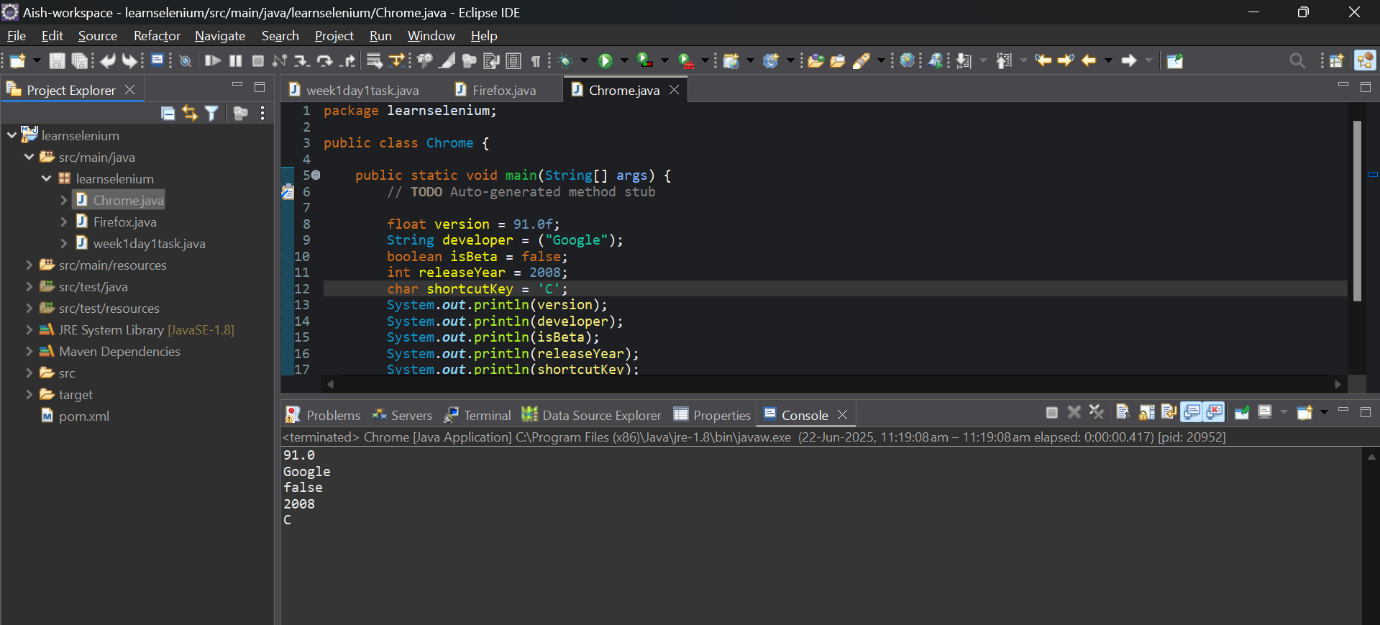 Aish-workspace - learnselenium/src/main/java/learnselenium/Chrome.java - Eclipse IDE
File Edit Source Refactor Navigate Search Project Run Window Help
Project Explorer
learnselenium
src/main/java
learnselenium
Chrome.java
Firefox.java
week1day1task.java
src/main/resources
src/test/java
src/test/resources
JRE System Library [JavaSE-1.8]
Maven Dependencies
src
target
pom.xml
week1day1task.java Firefox.java Chrome.java
1 package learnselenium;
2
3 public class Chrome {
4
5 public static void main(String[] args) {
6 // TODO Auto-generated method stub
7
8 float version = 91.0f;
9 String developer = ("Google");
10 boolean isBeta = false;
11 int releaseYear = 2008;
12 char shortcutKey = 'C';
13 System.out.println(version);
14 System.out.println(developer);
15 System.out.println(isBeta);
16 System.out.println(releaseYear);
17 System.out.println(shortcutKey);
Problems Servers Terminal Data Source Explorer Properties Console
<terminated> Chrome [Java Application] C:\Program Files (x86)\Java\jre-1.8\bin\javaw.exe (22-Jun-2025, 11:19:08 am – 11:19:08 am elapsed: 0:00:00.417) [pid: 20952]
91.0
Google
false
2008
C